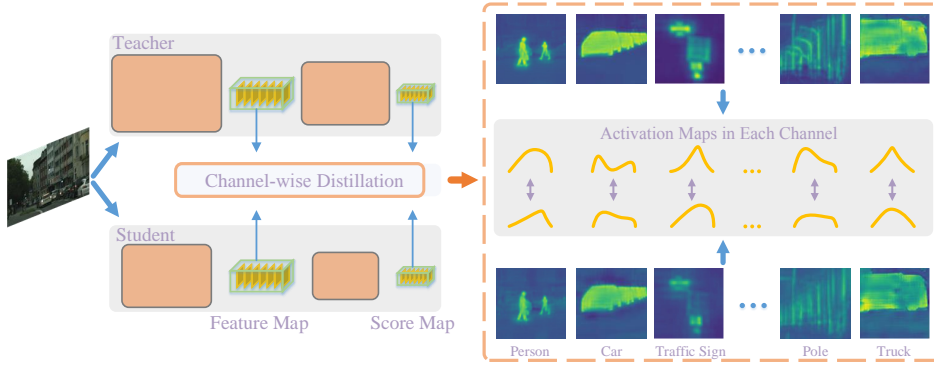 Teacher
Channel-wise Distillation
Student
Feature Map
Score Map
Activation Maps in Each Channel
Person
Car
Traffic Sign
Pole
Truck